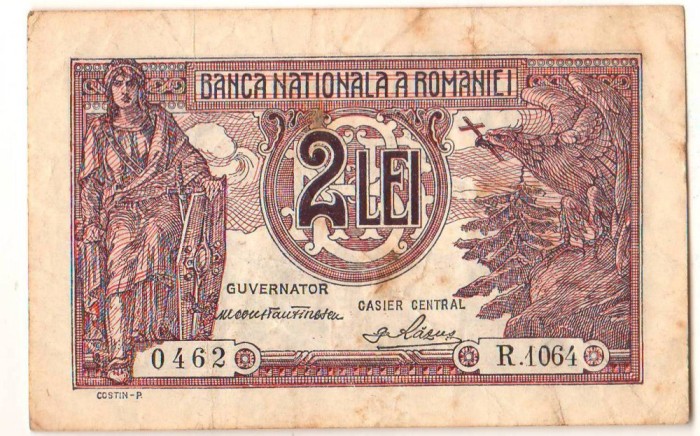 BANCA NATIONALA A ROMANIEI
2 LEI
GUVERNATOR
CASIER CENTRAL
0462
R.1064
COSTIN-P.